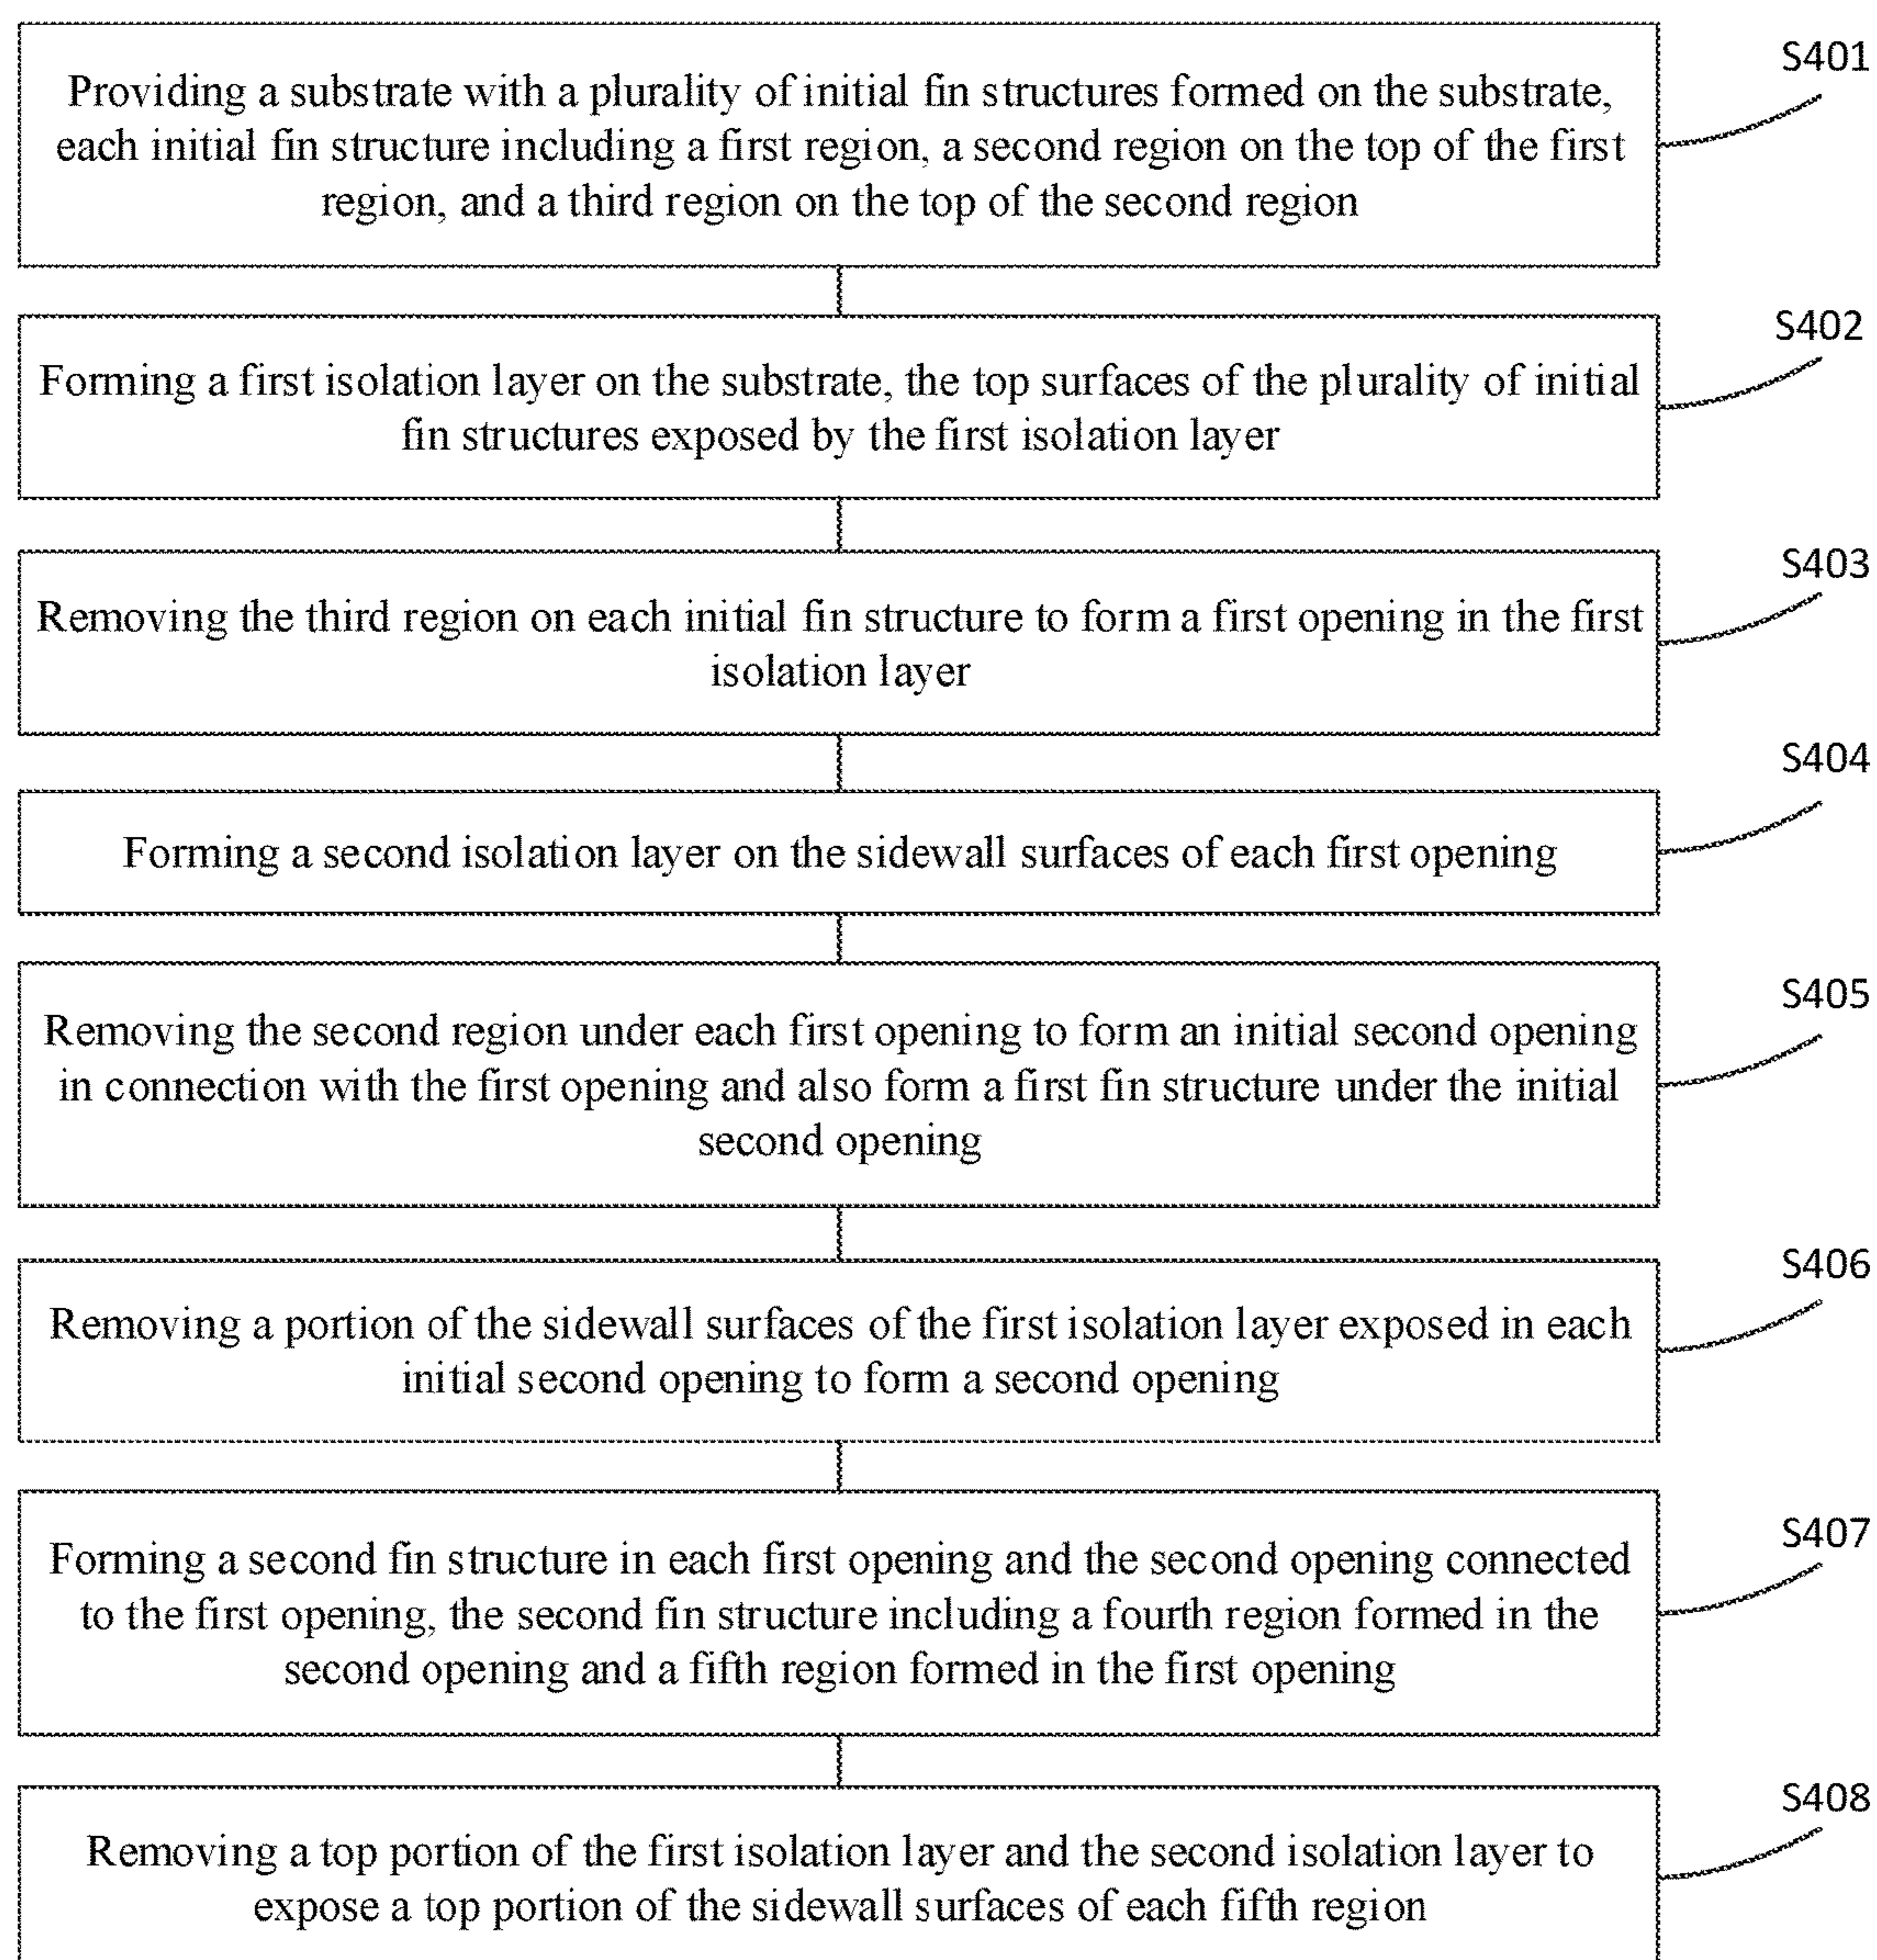 S401
Providing a substrate with a plurality of initial fin structures formed on the substrate,
each initial fin structure including a first region, a second region on the top of the first
region, and a third region on the top of the second region
S402
Forming a first isolation layer on the substrate, the top surfaces of the plurality of initial
fin structures exposed by the first isolation layer
S403
Removing the third region on each initial fin structure to form a first opening in the first
isolation layer
S404
Forming a second isolation layer on the sidewall surfaces of each first opening
S405
Removing the second region under each first opening to form an initial second opening
in connection with the first opening and also form a first fin structure under the initial
second opening
S406
Removing a portion of the sidewall surfaces of the first isolation layer exposed in each
initial second opening to form a second opening
S407
Forming a second fin structure in each first opening and the second opening connected
to the first opening, the second fin structure including a fourth region formed in the
second opening and a fifth region formed in the first opening
S408
Removing a top portion of the first isolation layer and the second isolation layer to
expose a top portion of the sidewall surfaces of each fifth region